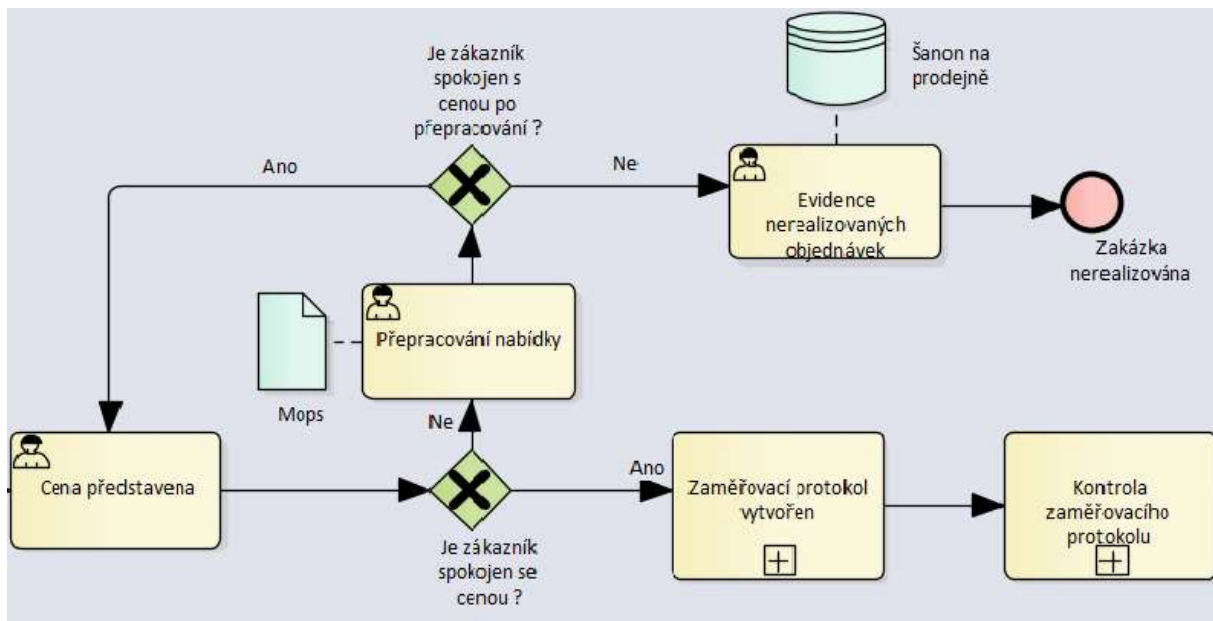 Je zákazník
spokojen s
cenou po
přepracování ?
Šanon na
prodejně
Ano
Ne
Evidence
nerealizovaných
objednávek
Zakázka
nerealizována
Přepracování nabídky
Mops
Ne
Cena představena
Ano
Zaměřovací protokol
vytvořen
Kontrola
zaměřovacího
protokolu
Je zákazník
spokojen se
cenou ?